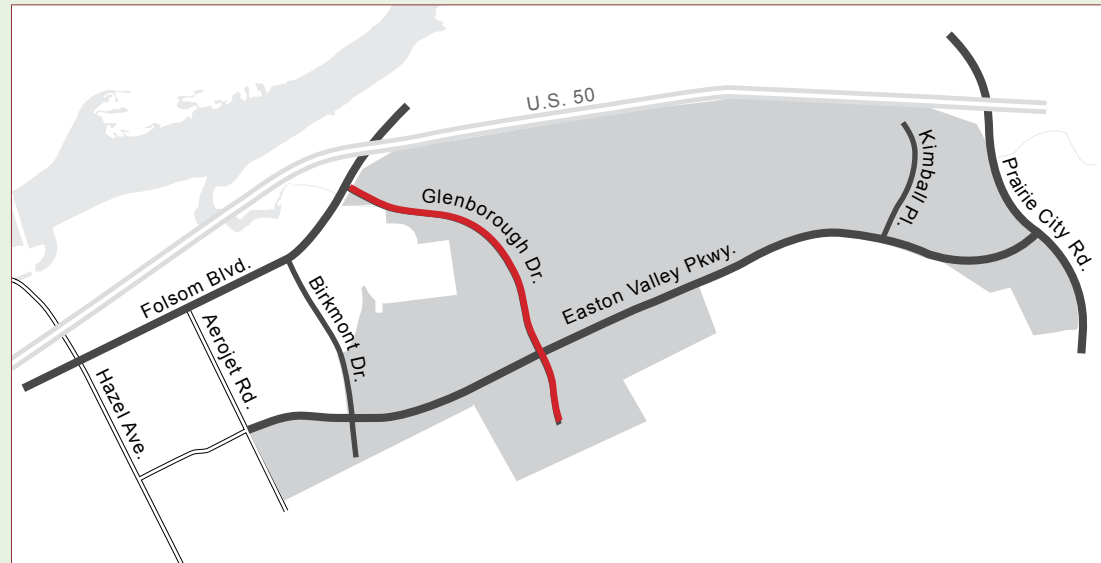 U.S. 50
Glenborough Dr.
Kimball Pl.
Prairie City Rd.
Folsom Blvd.
Birkmont Dr.
Easton Valley Pkwy.
Aerojet Rd.
Hazel Ave.